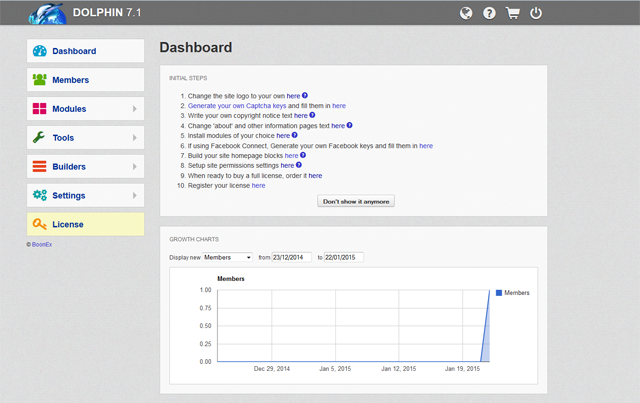 DOLPHIN 7.1
Dashboard
Members
Modules
Tools
Builders
Settings
License
© BoonEx
Dashboard
INITIAL STEPS
1. Change the site logo to your own here ?
2. Generate your own Captcha keys and fill them in here
3. Write your own copyright notice text here ?
4. Change 'about' and other information pages text here ?
5. Install modules of your choice here ?
6. If using Facebook Connect, Generate your own Facebook keys and fill them in here
7. Build your site homepage blocks here ?
8. Setup site permissions settings here ?
9. When ready to buy a full license, order it here
10. Register your license here
Don't show it anymore
GROWTH CHARTS
Display new Members from 23/12/2014 to 22/01/2015
Members
1.00
0.75
0.50
0.25
0.00
Dec 29, 2014 Jan 5, 2015 Jan 12, 2015 Jan 19, 2015
Members